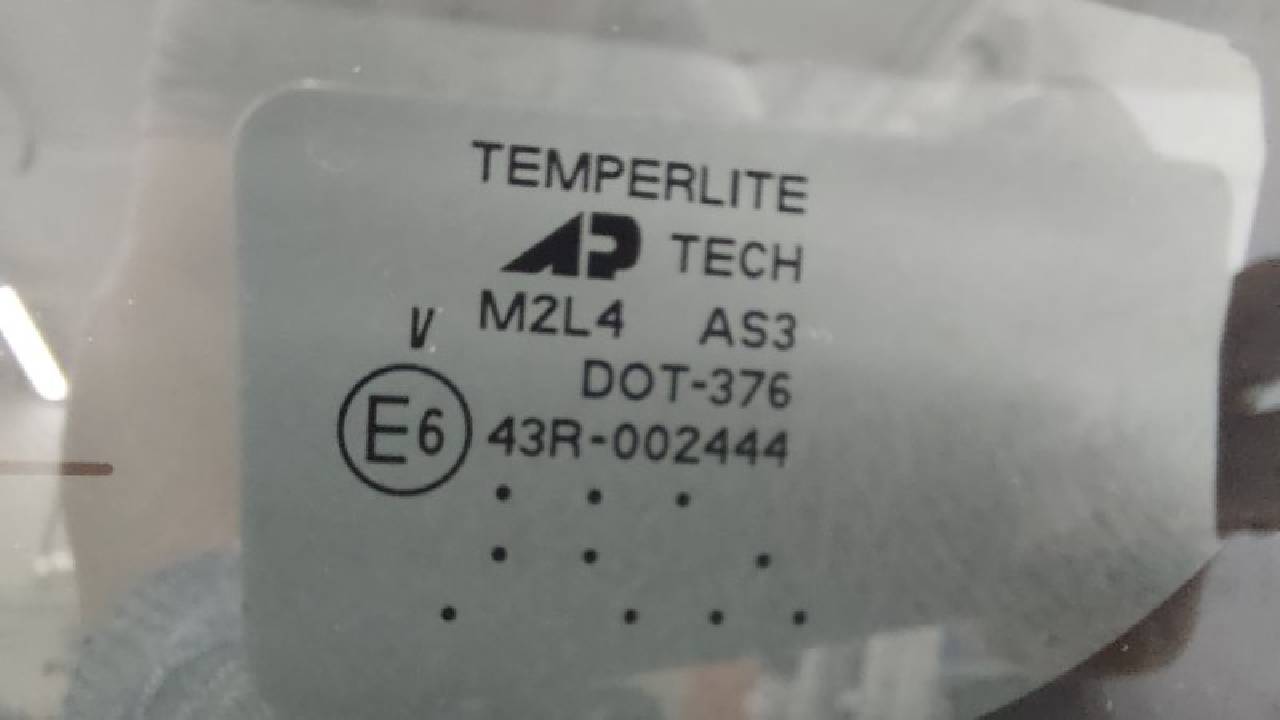 TEMPERLITE
AP TECH
M2L4 AS3
V
DOT-376
E6 43R-002444